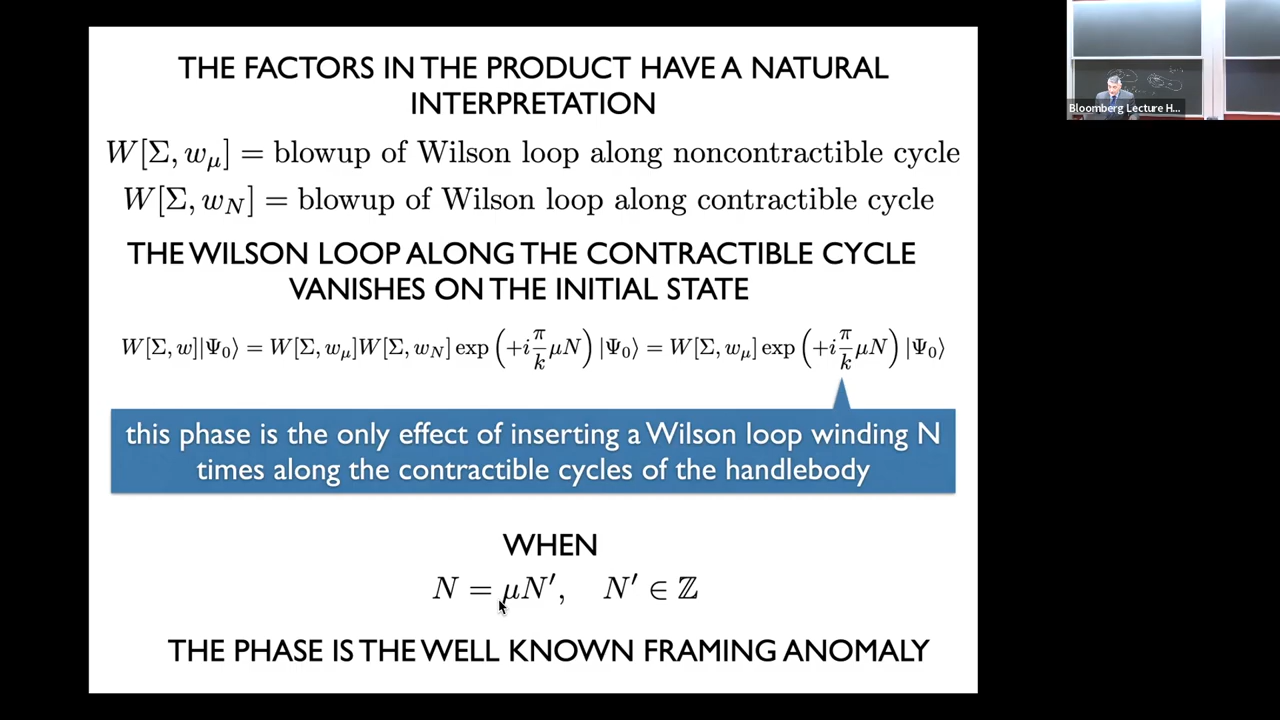 THE FACTORS IN THE PRODUCT HAVE A NATURAL
INTERPRETATION
W[Σ, w_μ] = blowup of Wilson loop along noncontractible cycle
W[Σ, w_N] = blowup of Wilson loop along contractible cycle
THE WILSON LOOP ALONG THE CONTRACTIBLE CYCLE
VANISHES ON THE INITIAL STATE
W[Σ, w]|Ψ₀⟩ = W[Σ, w_μ]W[Σ, w_N] exp (+i π/k μN) |Ψ₀⟩ = W[Σ, w_μ] exp (+i π/k μN) |Ψ₀⟩
this phase is the only effect of inserting a Wilson loop winding N
times along the contractible cycles of the handlebody
WHEN
N = μN′, N′ ∈ ℤ
THE PHASE IS THE WELL KNOWN FRAMING ANOMALY
Bloomberg Lecture H...